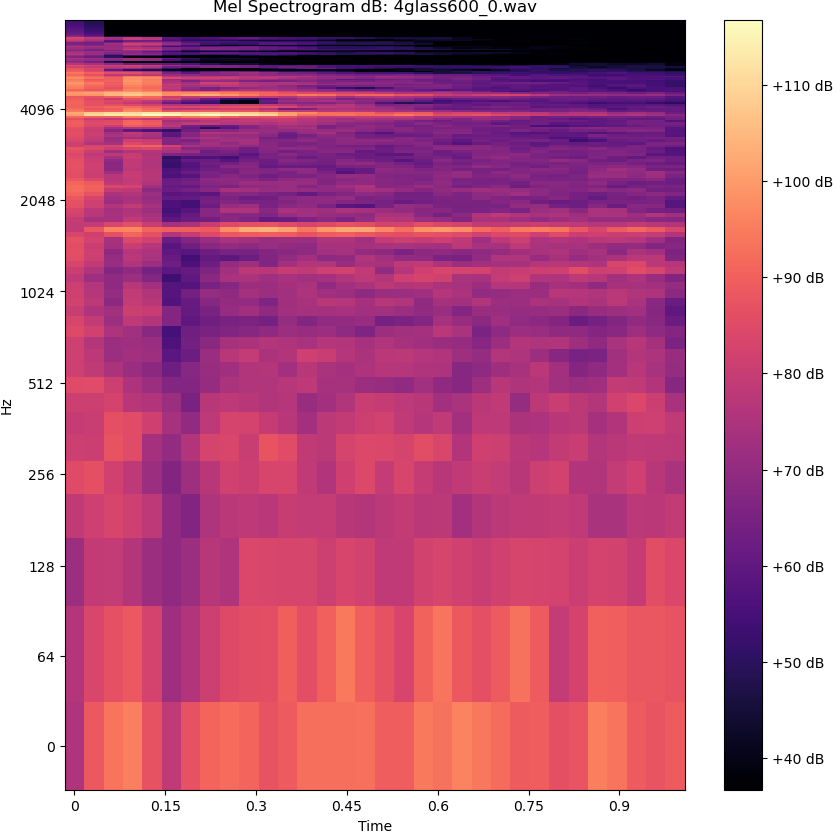 Mel Spectrogram dB: 4glass600_0.wav
4096
2048
1024
512
256
128
64
0
Hz
0
0.15
0.3
0.45
0.6
0.75
0.9
Time
+110 dB
+100 dB
+90 dB
+80 dB
+70 dB
+60 dB
+50 dB
+40 dB